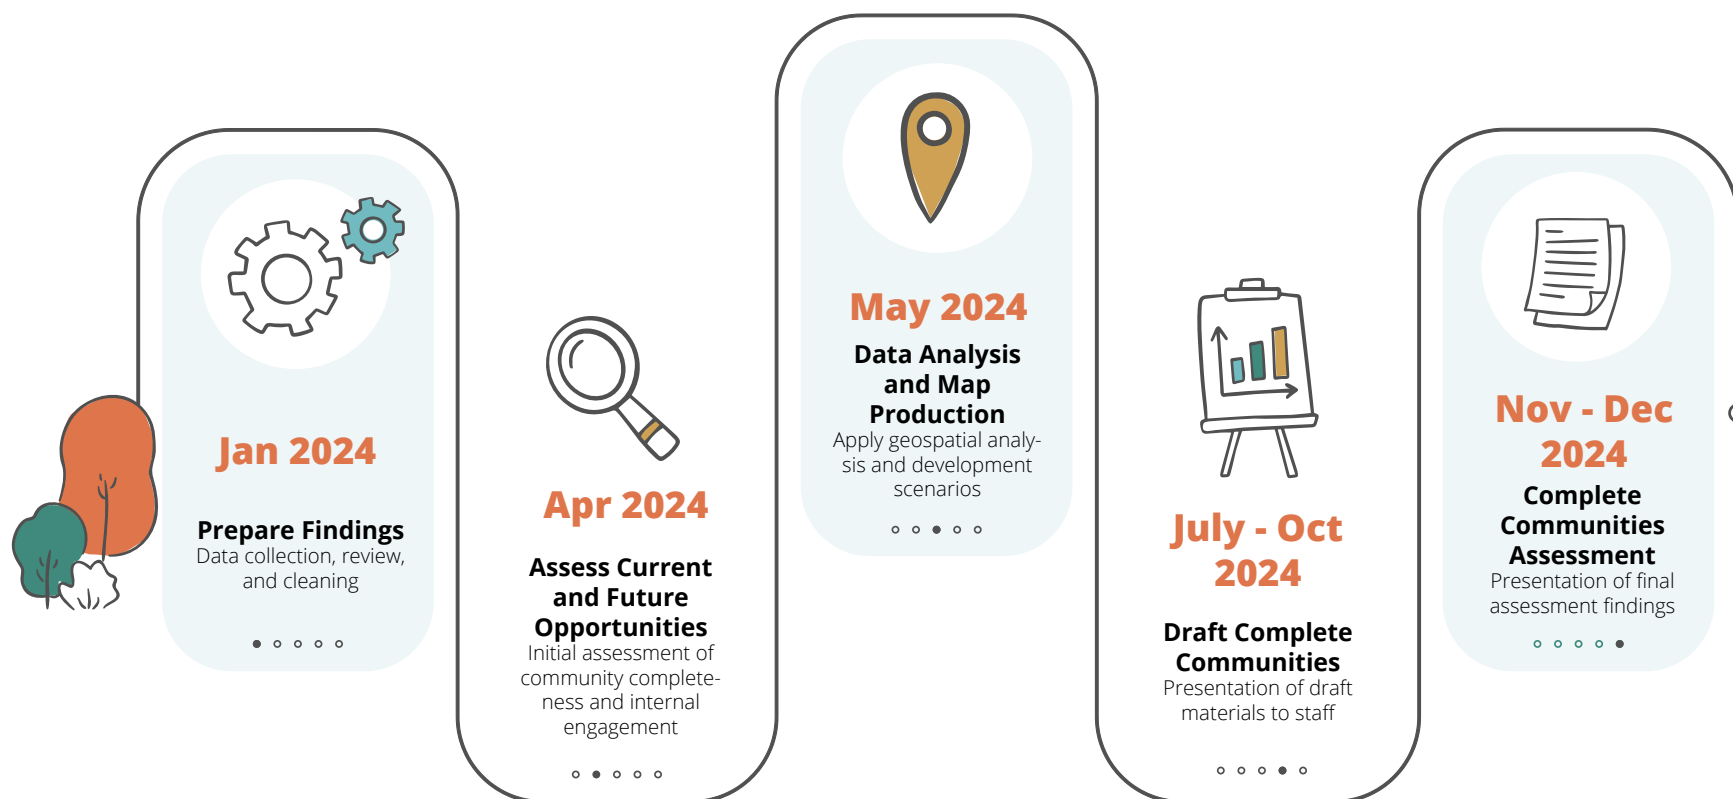 Jan 2024
Prepare Findings
Data collection, review,
and cleaning
Apr 2024
Assess Current
and Future
Opportunities
Initial assessment of
community complete-
ness and internal
engagement
May 2024
Data Analysis
and Map
Production
Apply geospatial analy-
sis and development
scenarios
July - Oct
2024
Draft Complete
Communities
Presentation of draft
materials to staff
Nov - Dec
2024
Complete
Communities
Assessment
Presentation of final
assessment findings